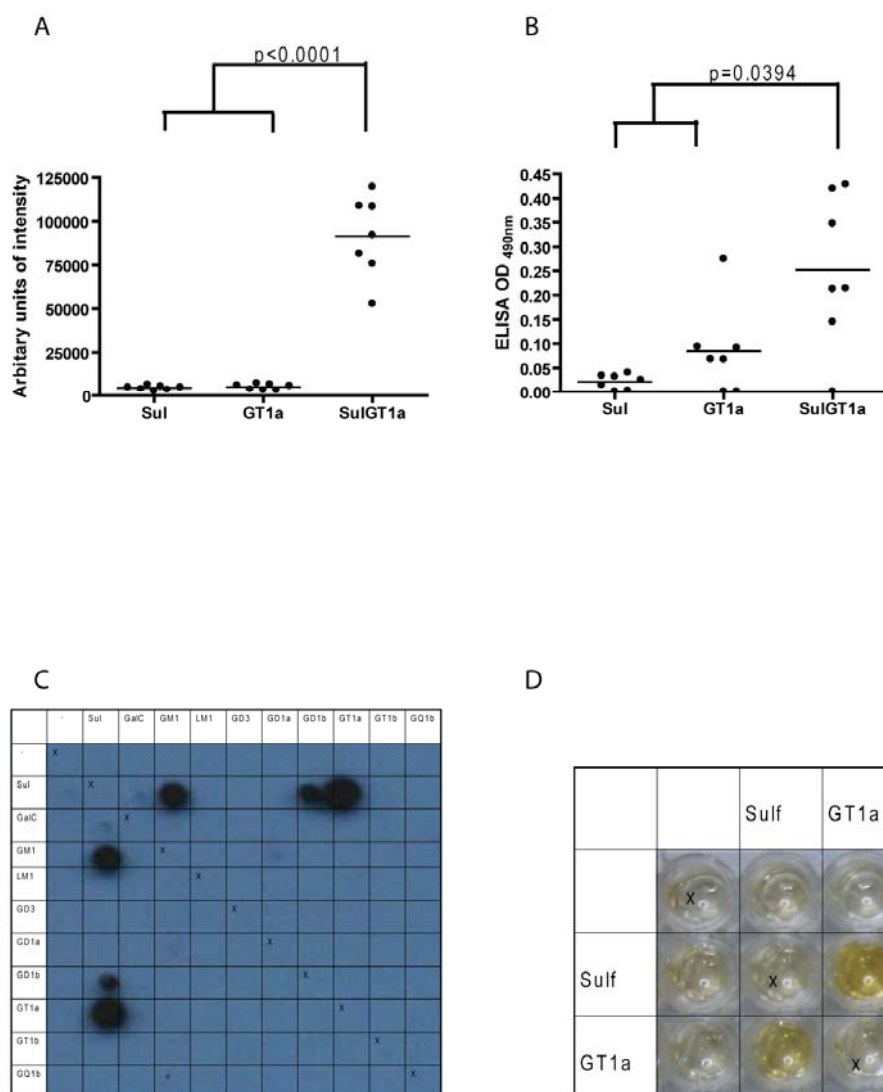 A
p<0.0001
Arbitary units of intensity
125000
100000
75000
50000
25000
0
Sul
GT1a
SulGT1a
B
p=0.0394
ELISA OD 490nm
0.45
0.40
0.35
0.30
0.25
0.20
0.15
0.10
0.05
0.00
Sul
GT1a
SulGT1a
C
- Sul GalC GM1 LM1 GD3 GD1a GD1b GT1a GT1b GQ1b
- X
Sul X
GalC X
GM1 X
LM1 X
GD3 X
GD1a X
GD1b X
GT1a X
GT1b X
GQ1b X
D
Sulf GT1a
X
Sulf X
GT1a X